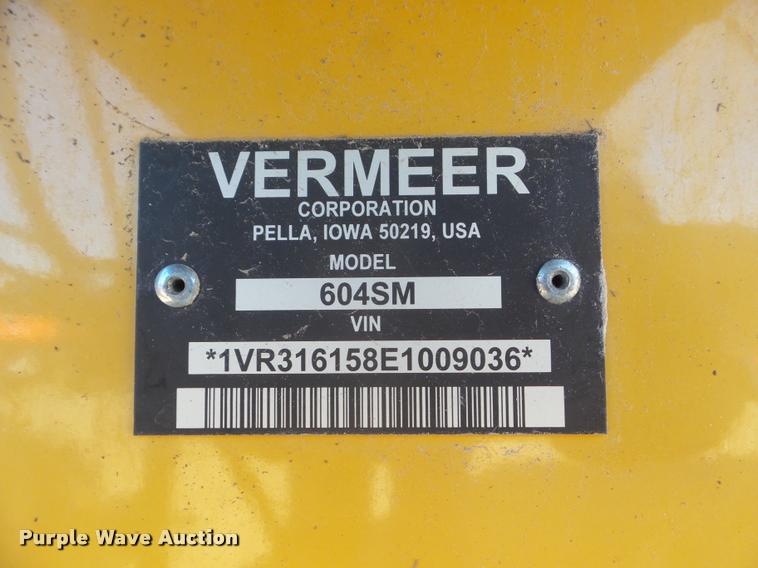 VERMEER
CORPORATION
PELLA, IOWA 50219, USA
MODEL
604SM
VIN
*1VR316158E1009036*
Purple Wave Auction